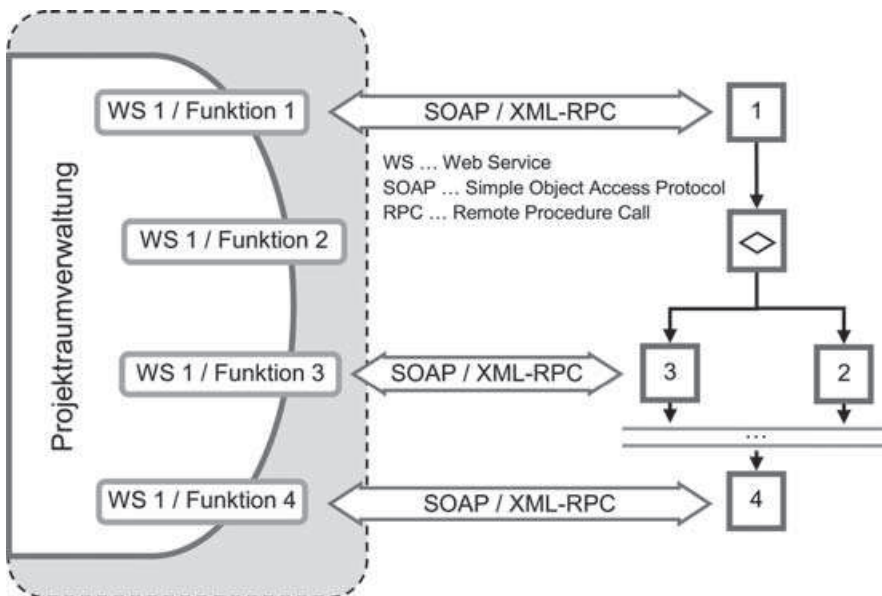 Projektraumverwaltung
WS 1 / Funktion 1
SOAP / XML-RPC
1
WS ... Web Service
SOAP ... Simple Object Access Protocol
RPC ... Remote Procedure Call
WS 1 / Funktion 2
WS 1 / Funktion 3
SOAP / XML-RPC
3
2
...
WS 1 / Funktion 4
SOAP / XML-RPC
4